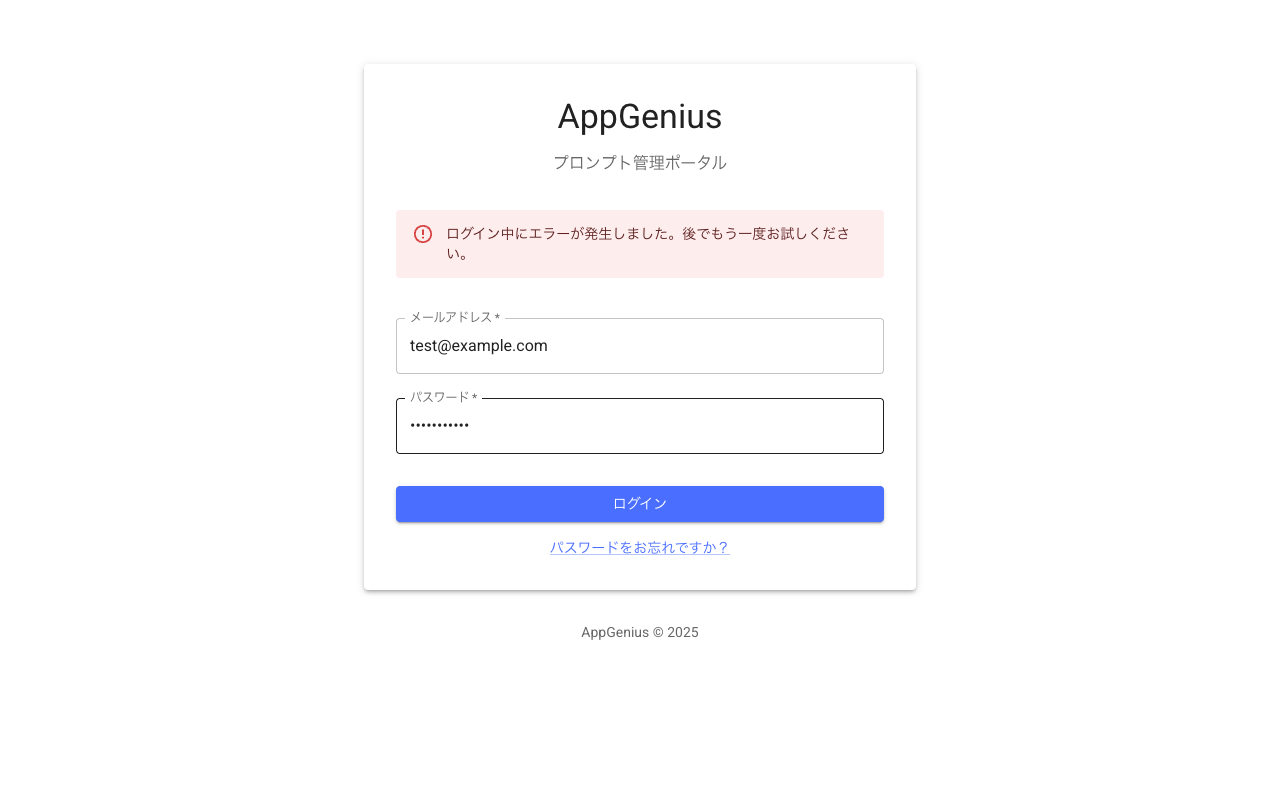 AppGenius
プロンプト管理ポータル
ログイン中にエラーが発生しました。後でもう一度お試しくださ
い。
メールアドレス *
test@example.com
パスワード *
•••••••••••
ログイン
パスワードをお忘れですか？
AppGenius © 2025